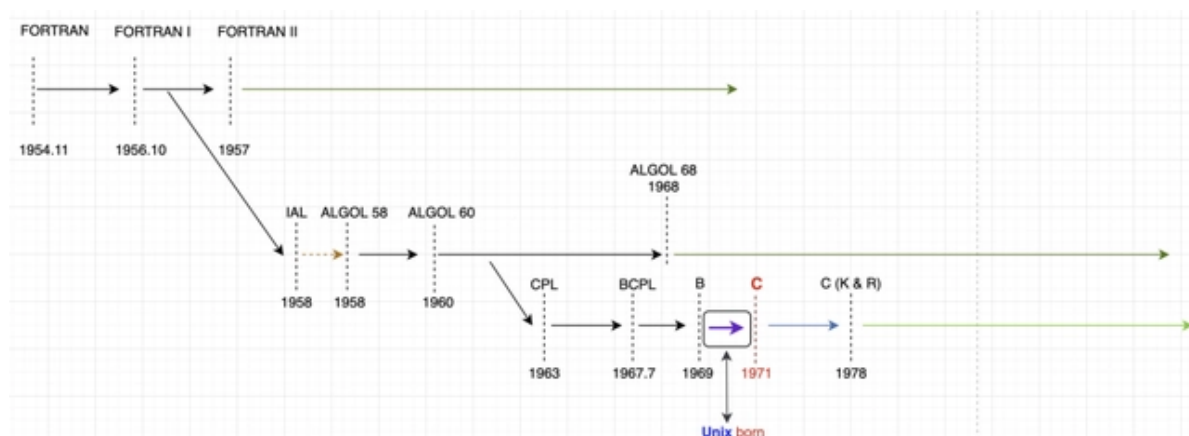 FORTRAN FORTRAN I FORTRAN II
1954.11 1956.10 1957
ALGOL 68
1968
IAL ALGOL 58 ALGOL 60
1958 1958 1960
CPL BCPL B C C (K & R)
1963 1967.7 1969 1971 1978
Unix born